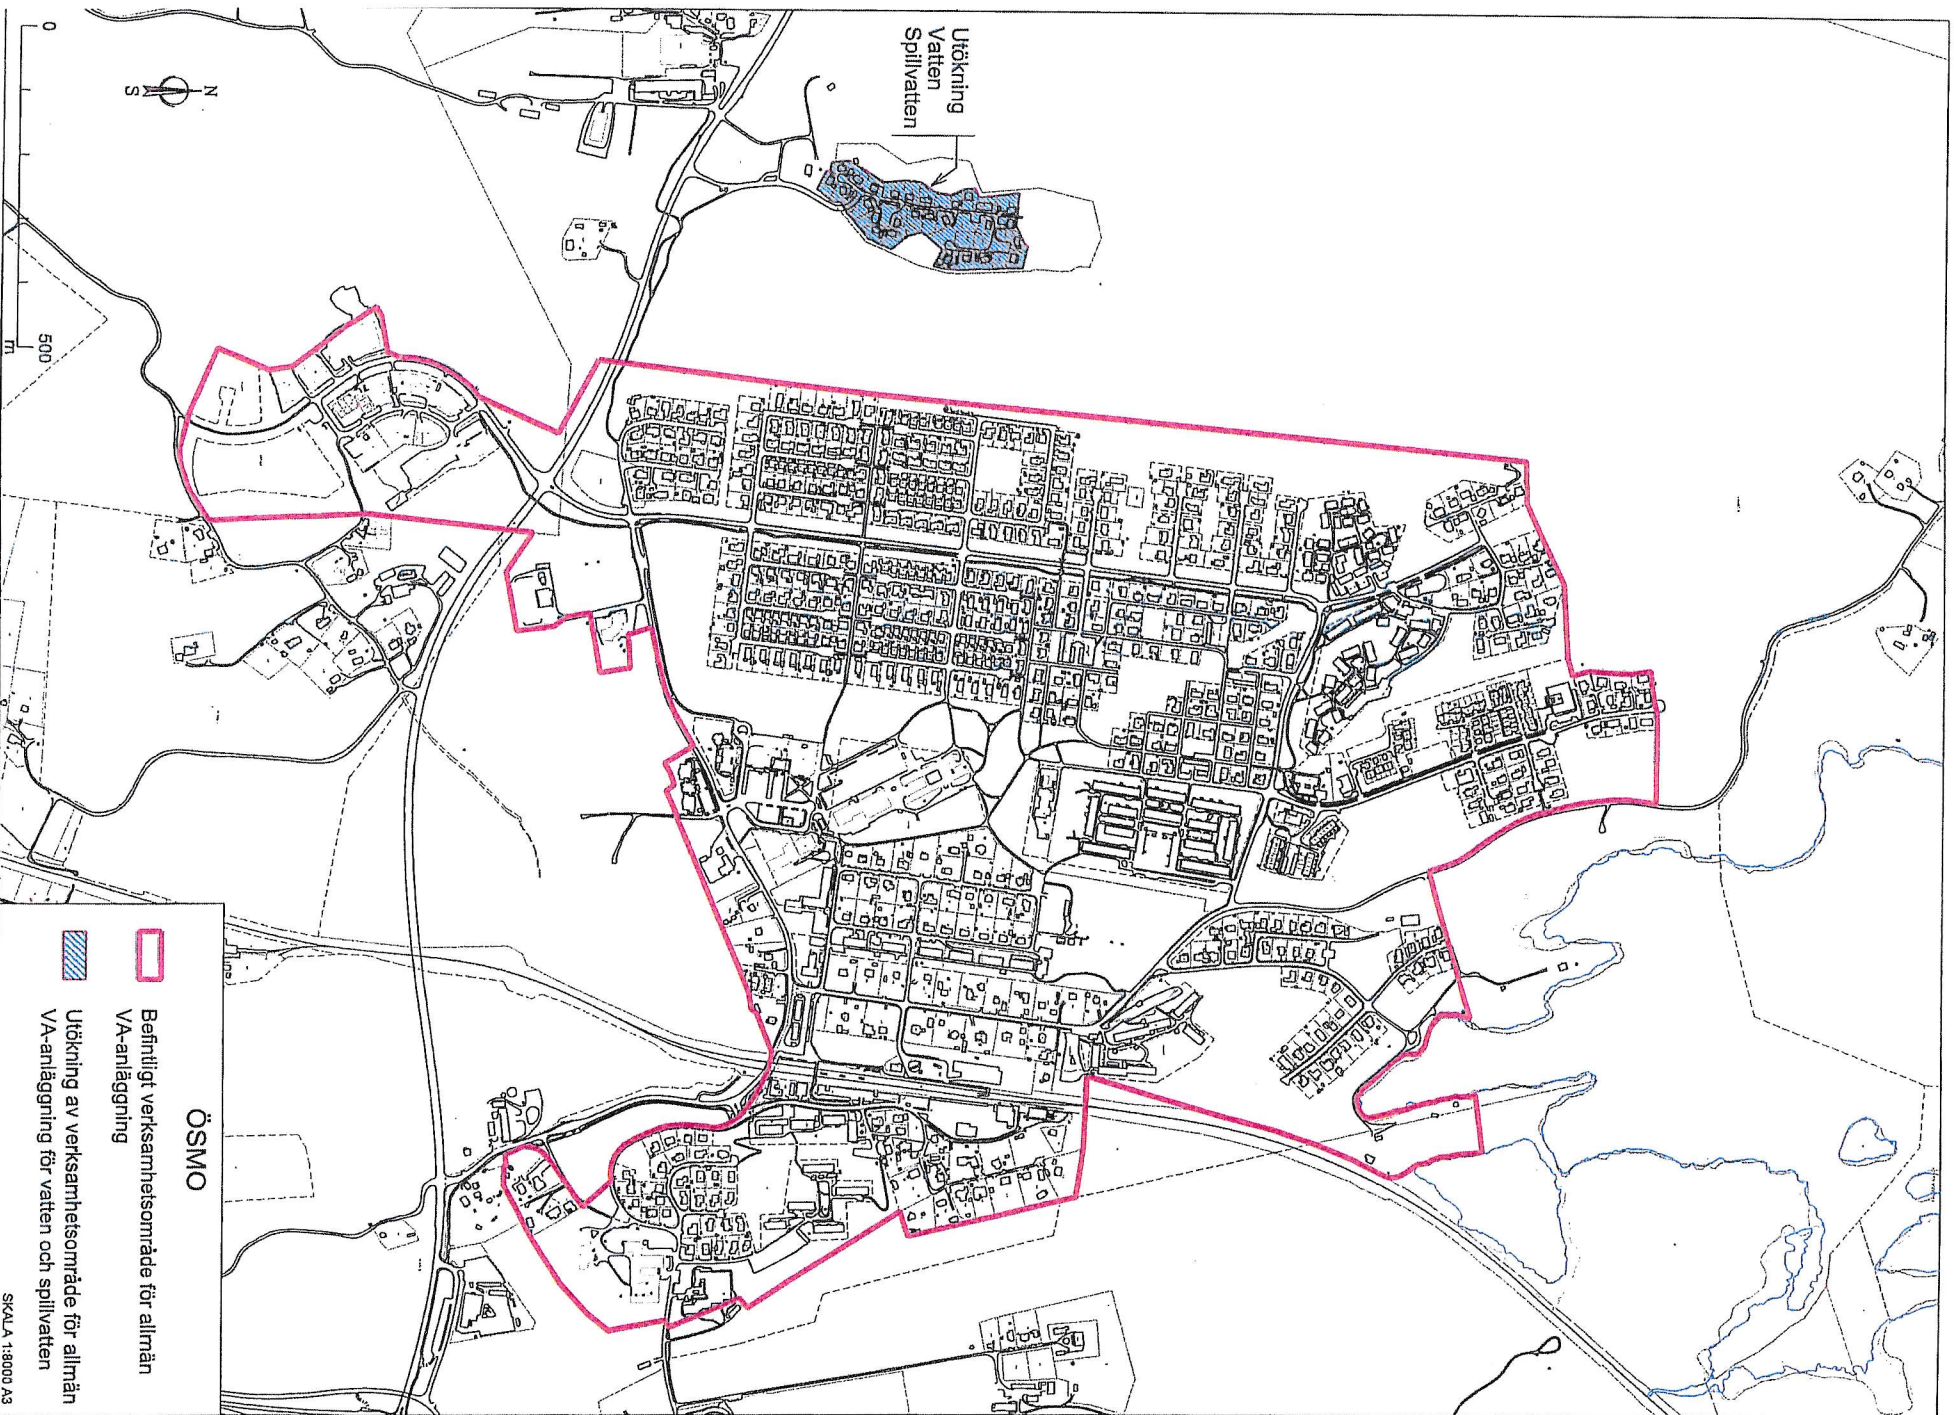 Utökning
Vatten
Spillvatten
N
S
0
500
m
ÖSMO
Befintligt verksamhetsområde för allmän
VA-anläggning
Utökning av verksamhetsområde för allmän
VA-anläggning för vatten och spillvatten
SKALA 1:8000 A3